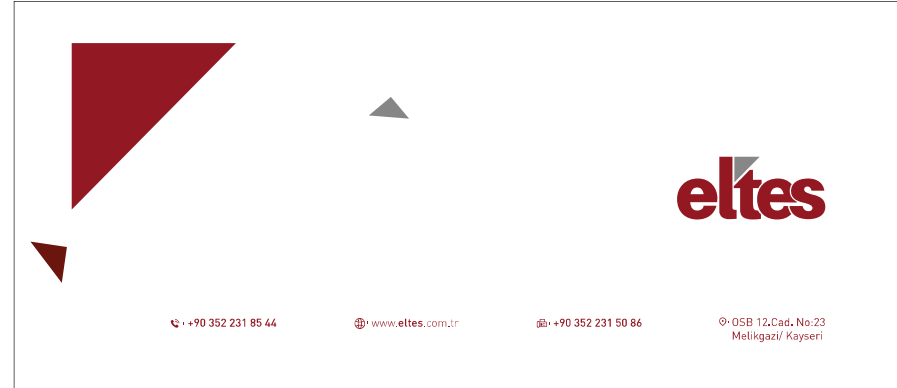 eltes
+90 352 231 85 44
www.eltes.com.tr
+90 352 231 50 86
OSB 12.Cad. No:23
Melikgazi/ Kayseri